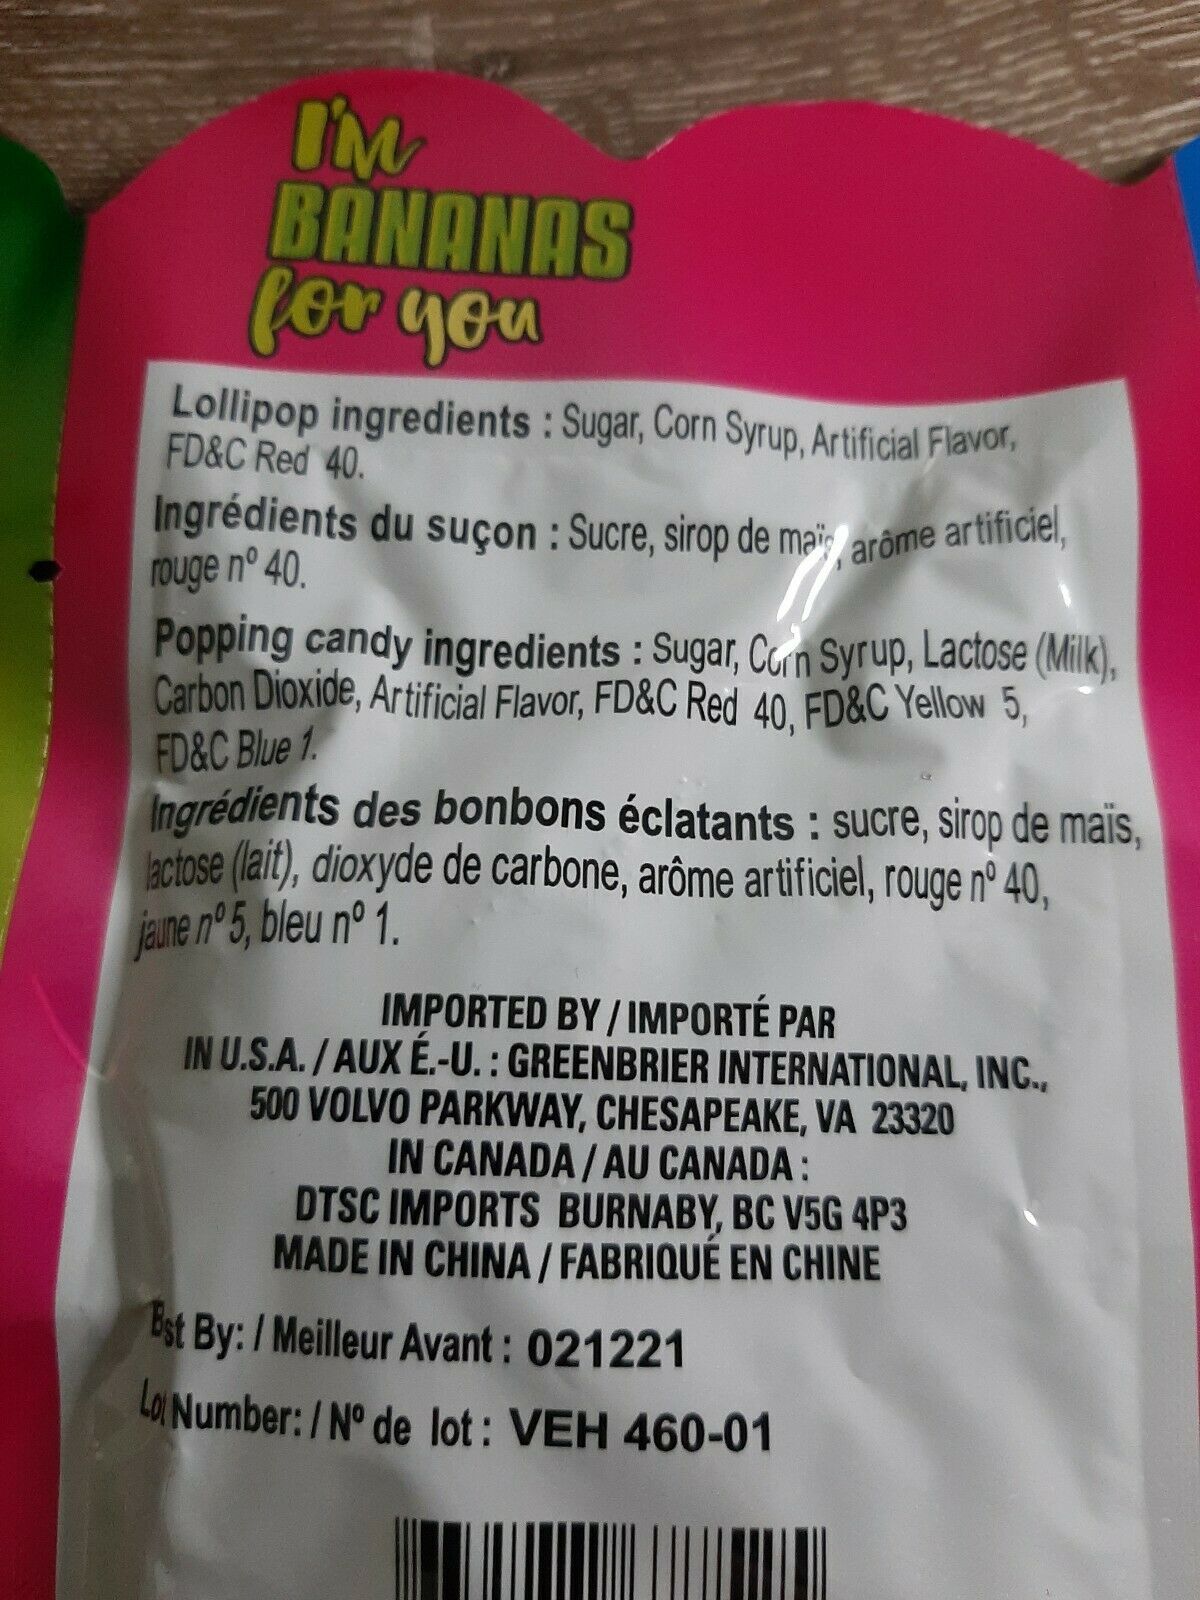 I'M
BANANAS
for you
Lollipop ingredients : Sugar, Corn Syrup, Artificial Flavor,
FD&C Red 40.
Ingrédients du suçon : Sucre, sirop de maïs, arôme artificiel,
rouge nº 40.
Popping candy ingredients : Sugar, Corn Syrup, Lactose (Milk),
Carbon Dioxide, Artificial Flavor, FD&C Red 40, FD&C Yellow 5,
FD&C Blue 1.
Ingrédients des bonbons éclatants : sucre, sirop de maïs,
lactose (lait), dioxyde de carbone, arôme artificiel, rouge nº 40,
jaune nº 5, bleu nº 1.
IMPORTED BY / IMPORTÉ PAR
IN U.S.A. / AUX É.-U. : GREENBRIER INTERNATIONAL, INC.,
500 VOLVO PARKWAY, CHESAPEAKE, VA 23320
IN CANADA / AU CANADA :
DTSC IMPORTS BURNABY, BC V5G 4P3
MADE IN CHINA / FABRIQUÉ EN CHINE
Bst By: / Meilleur Avant : 021221
Lot Number: / Nº de lot : VEH 460-01